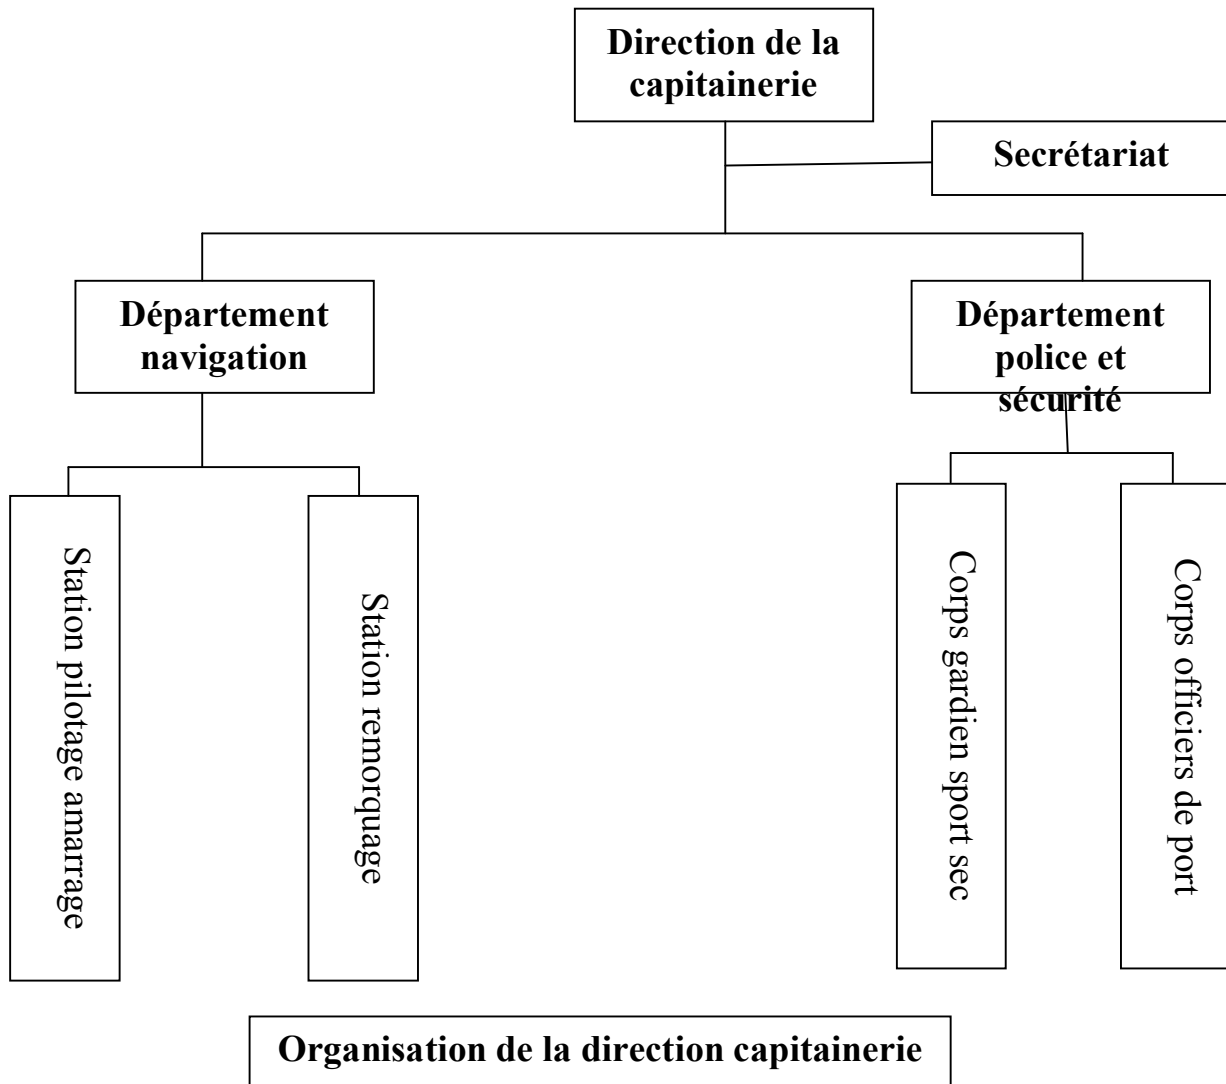 Direction de la
capitainerie
Secrétariat
Département
navigation
Département
police et
sécurité
Station pilotage amarrage
Station remorquage
Corps gardien sport sec
Corps officiers de port
Organisation de la direction capitainerie